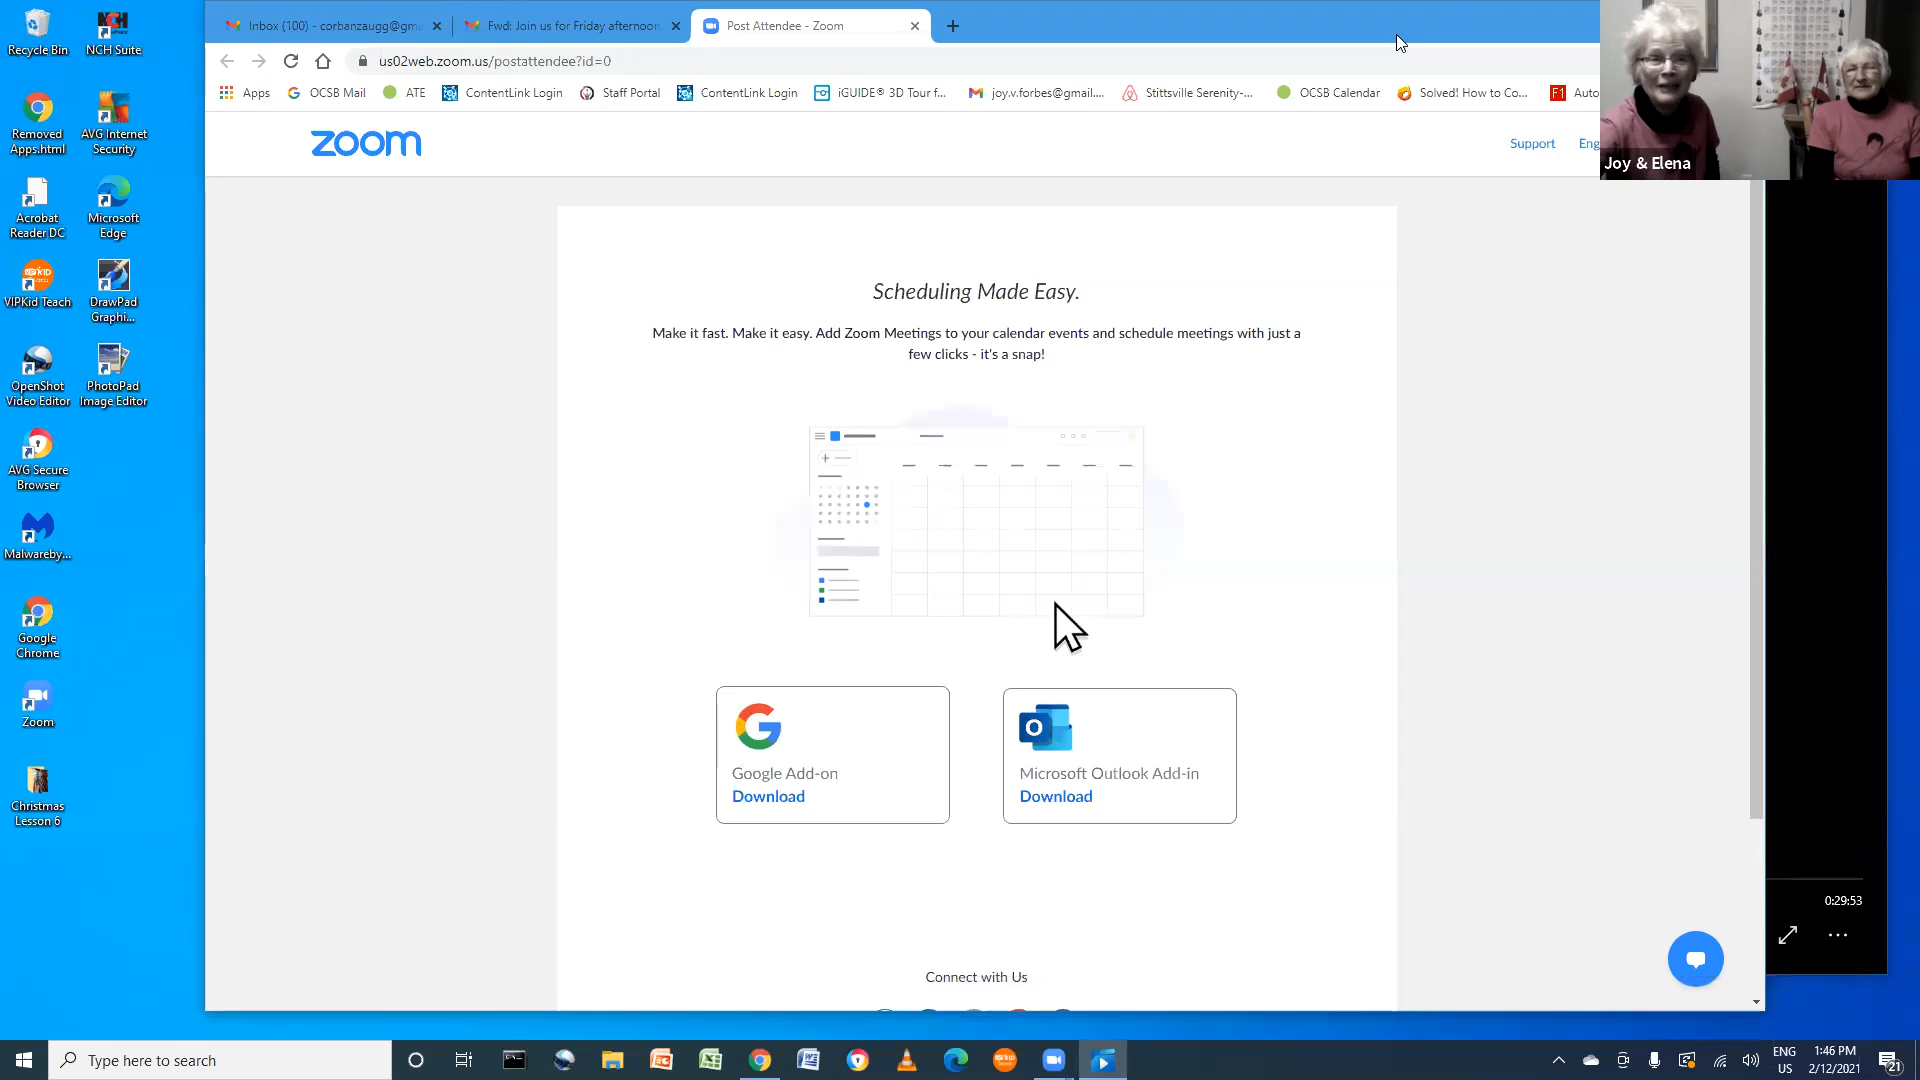 Recycle Bin
NCH Suite
Removed
Apps.html
AVG Internet
Security
Acrobat
Reader DC
Microsoft
Edge
VIPKid Teach
DrawPad
Graphi...
OpenShot
Video Editor
PhotoPad
Image Editor
AVG Secure
Browser
Malwareby...
Google
Chrome
Zoom
Christmas
Lesson 6
Inbox (100) - corbanzaugg@gma
Fwd: Join us for Friday afternoon
Post Attendee - Zoom
us02web.zoom.us/postattendee?id=0
Apps
OCSB Mail
ATE
ContentLink Login
Staff Portal
ContentLink Login
iGUIDE® 3D Tour f...
joy.v.forbes@gmail....
Stittsville Serenity-...
OCSB Calendar
Solved! How to Co...
F1 Auto
Joy & Elena
zoom
Support
Eng
Scheduling Made Easy.
Make it fast. Make it easy. Add Zoom Meetings to your calendar events and schedule meetings with just a
few clicks - it's a snap!
Google Add-on
Download
Microsoft Outlook Add-in
Download
Connect with Us
0:29:53
Type here to search
ENG
US
1:46 PM
2/12/2021
21